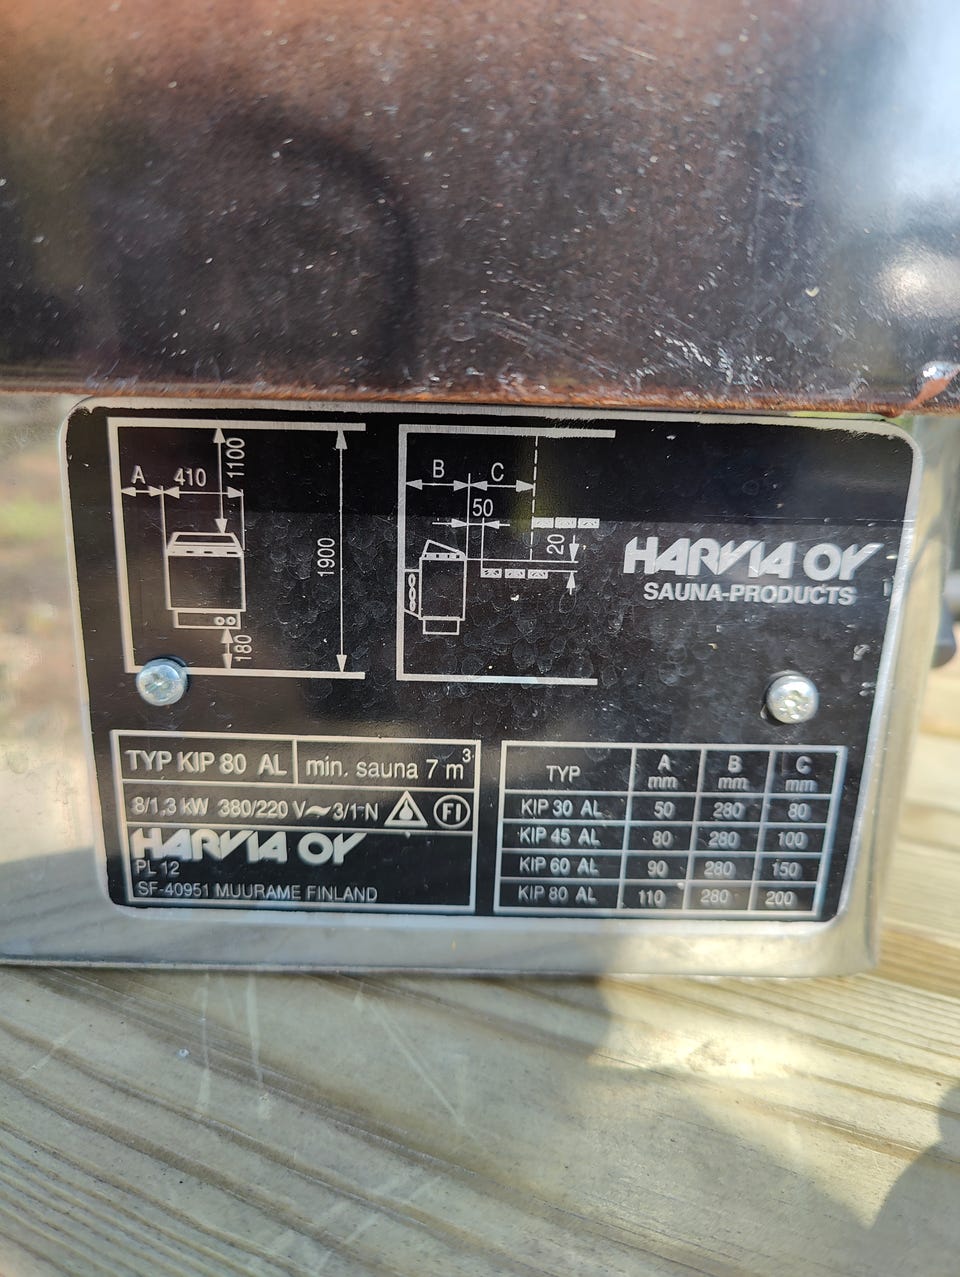 A 410 1100
1900
180
B C
50
20
HARVIA OY
SAUNA-PRODUCTS
TYP KIP 80 AL min. sauna 7 m³
8/1,3 kW 380/220 V~3/1 N FI
HARVIA OY
PL 12
SF-40951 MUURAME FINLAND
TYP A mm B mm C mm
KIP 30 AL 50 280 80
KIP 45 AL 80 280 100
KIP 60 AL 90 280 150
KIP 80 AL 110 280 200